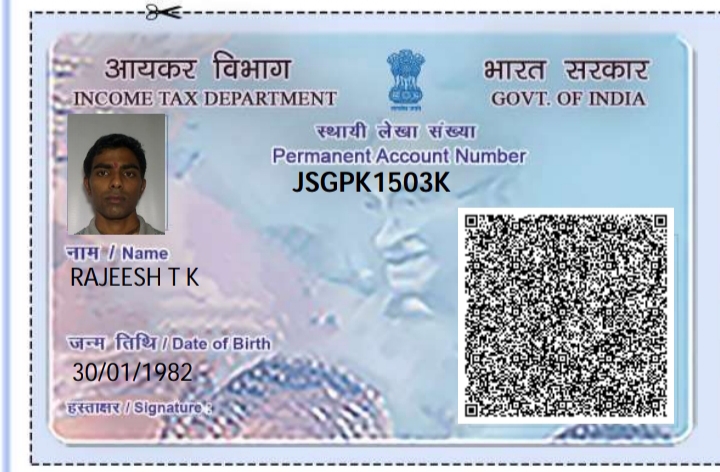 आयकर विभाग
INCOME TAX DEPARTMENT
भारत सरकार
GOVT. OF INDIA
स्थायी लेखा संख्या
Permanent Account Number
JSGPK1503K
नाम / Name
RAJEESH T K
जन्म तिथि / Date of Birth
30/01/1982
हस्ताक्षर / Signature :